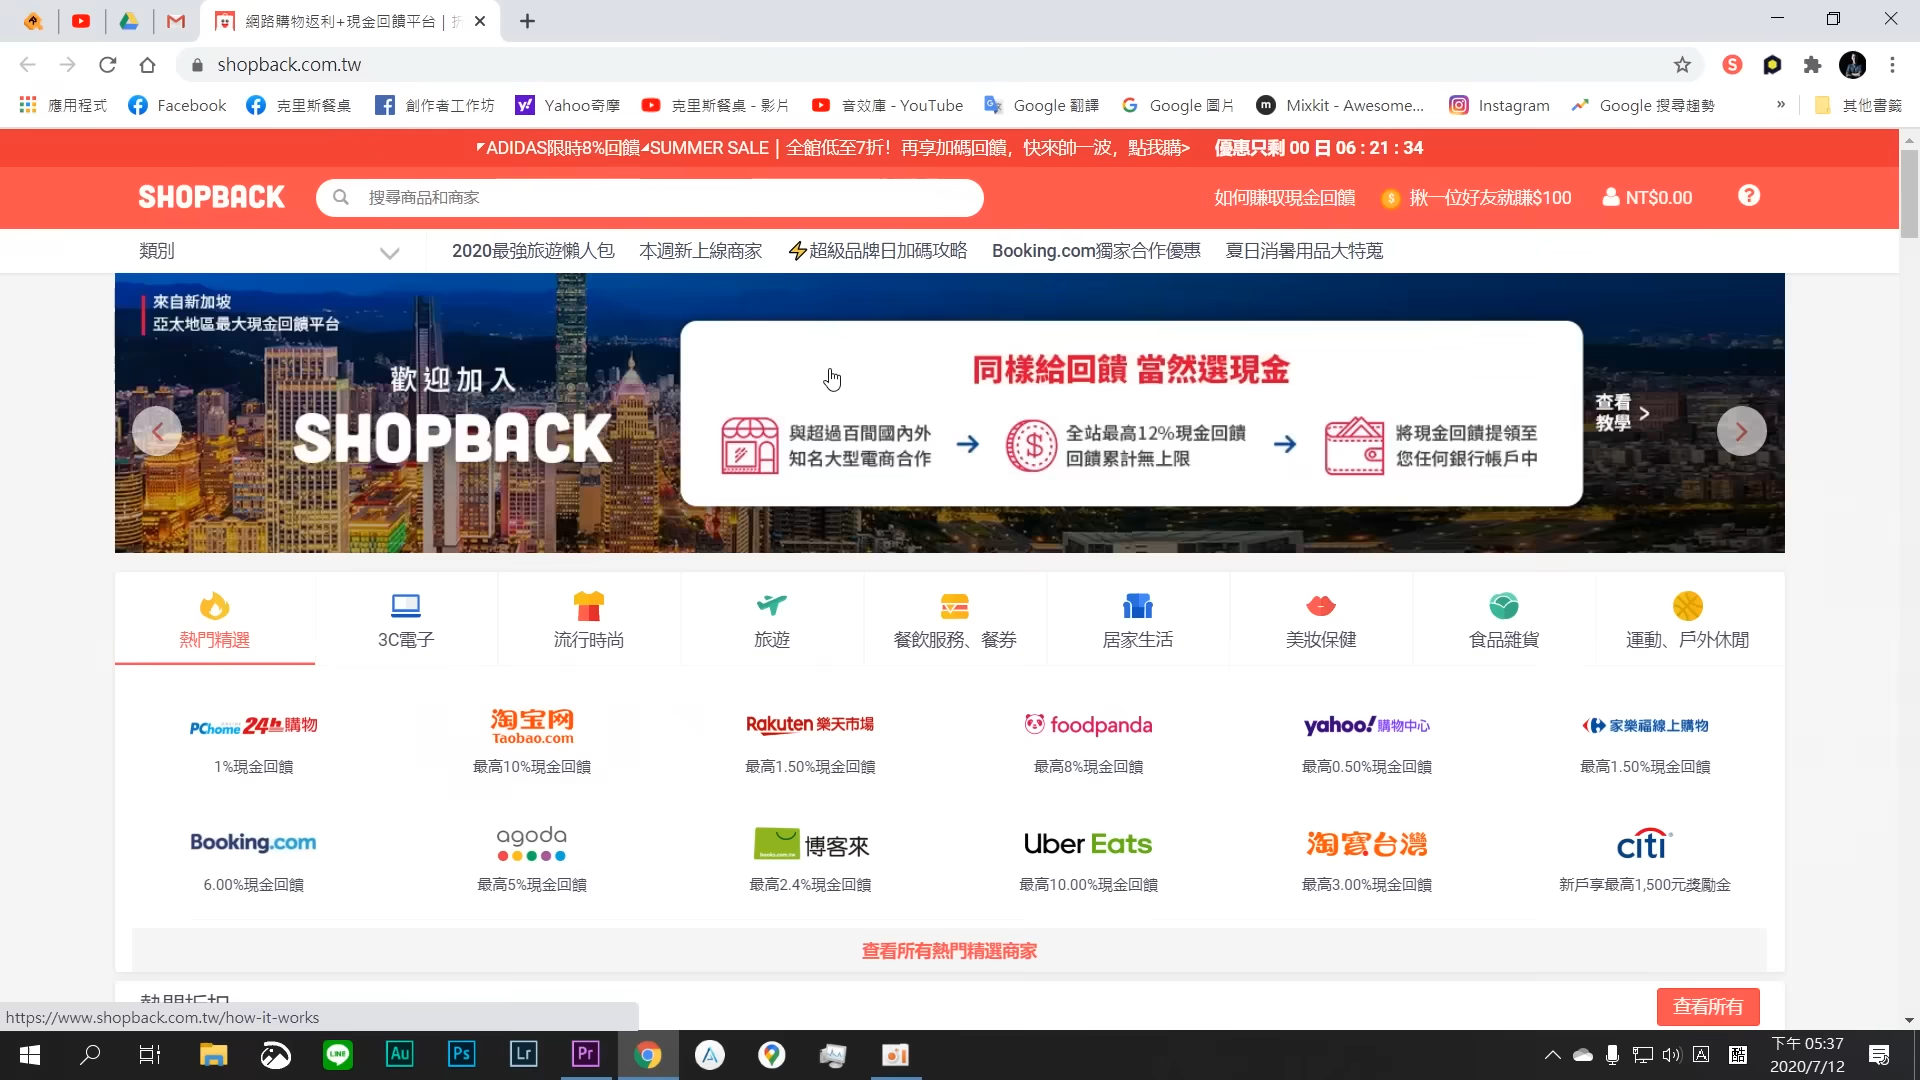 網路購物返利+現金回饋平台 |
shopback.com.tw
應用程式 Facebook 克里斯餐桌 創作者工作坊 Yahoo奇摩 克里斯餐桌 - 影片 音效庫 - YouTube Google 翻譯 Google 圖片 Mixkit - Awesome... Instagram Google 搜尋趨勢 » 其他書籤
◤ADIDAS限時8%回饋◢SUMMER SALE | 全館低至7折！再享加碼回饋，快來帥一波，點我購> 優惠只剩 00 日 06 : 21 : 34
SHOPBACK 搜尋商品和商家 如何賺取現金回饋 $ 揪一位好友就賺$100 NT$0.00 ?
類別 2020最強旅遊懶人包 本週新上線商家 ⚡超級品牌日加碼攻略 Booking.com獨家合作優惠 夏日消暑用品大特蒐
來自新加坡
亞太地區最大現金回饋平台
歡迎加入
SHOPBACK
同樣給回饋 當然選現金
與超過百間國內外
知名大型電商合作
全站最高12%現金回饋
回饋累計無上限
將現金回饋提領至
您任何銀行帳戶中
查看
教學
熱門精選 3C電子 流行時尚 旅遊 餐飲服務、餐券 居家生活 美妝保健 食品雜貨 運動、戶外休閒
PChome 24h購物 淘宝网 Taobao.com Rakuten 樂天市場 foodpanda yahoo!購物中心 家樂福線上購物
1%現金回饋 最高10%現金回饋 最高1.50%現金回饋 最高8%現金回饋 最高0.50%現金回饋 最高1.50%現金回饋
Booking.com agoda 博客來 Uber Eats 淘寶台灣 citi
6.00%現金回饋 最高5%現金回饋 最高2.4%現金回饋 最高10.00%現金回饋 最高3.00%現金回饋 新戶享最高1,500元獎勵金
查看所有熱門精選商家
熱門折扣 查看所有
https://www.shopback.com.tw/how-it-works
LINE Au Ps Lr Pr A 酷 下午 05:37
2020/7/12